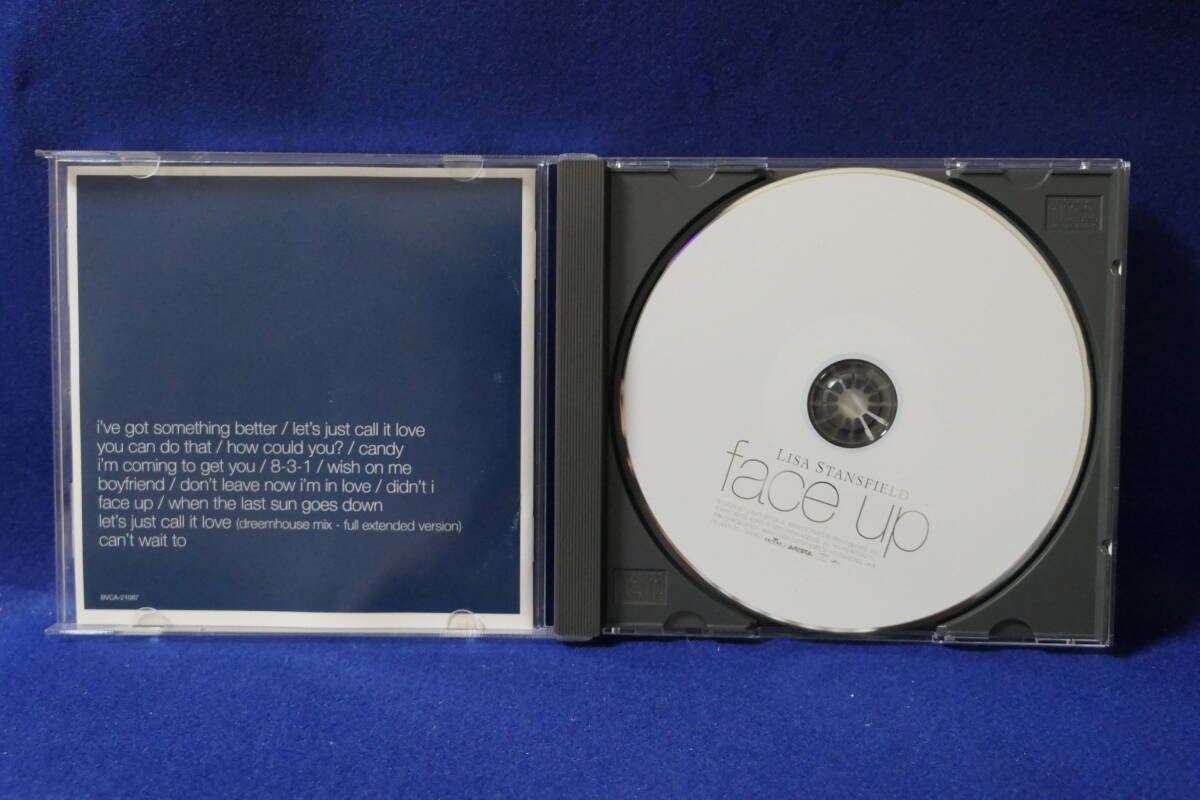 i've got something better / let's just call it love
you can do that / how could you? / candy
i'm coming to get you / 8-3-1 / wish on me
boyfriend / don't leave now i'm in love / didn't i
face up / when the last sun goes down
let's just call it love (dreemhouse mix - full extended version)
can't wait to
BVCA-21087
LISA STANSFIELD
face up
ARISTA